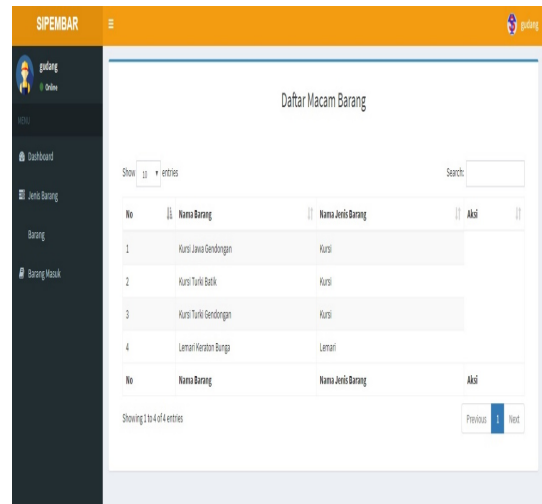 SIPEMBAR
gudang
gudang
Online
MENU
Dashboard
Jenis Barang
Barang
Barang Masuk
Daftar Macam Barang
Show 10 entries
Search:
No Nama Barang Nama Jenis Barang Aksi
1 Kursi Jawa Gendongan Kursi
2 Kursi Turki Batik Kursi
3 Kursi Turki Gendongan Kursi
4 Lemari Keraton Bunga Lemari
No Nama Barang Nama Jenis Barang Aksi
Showing 1 to 4 of 4 entries
Previous 1 Next